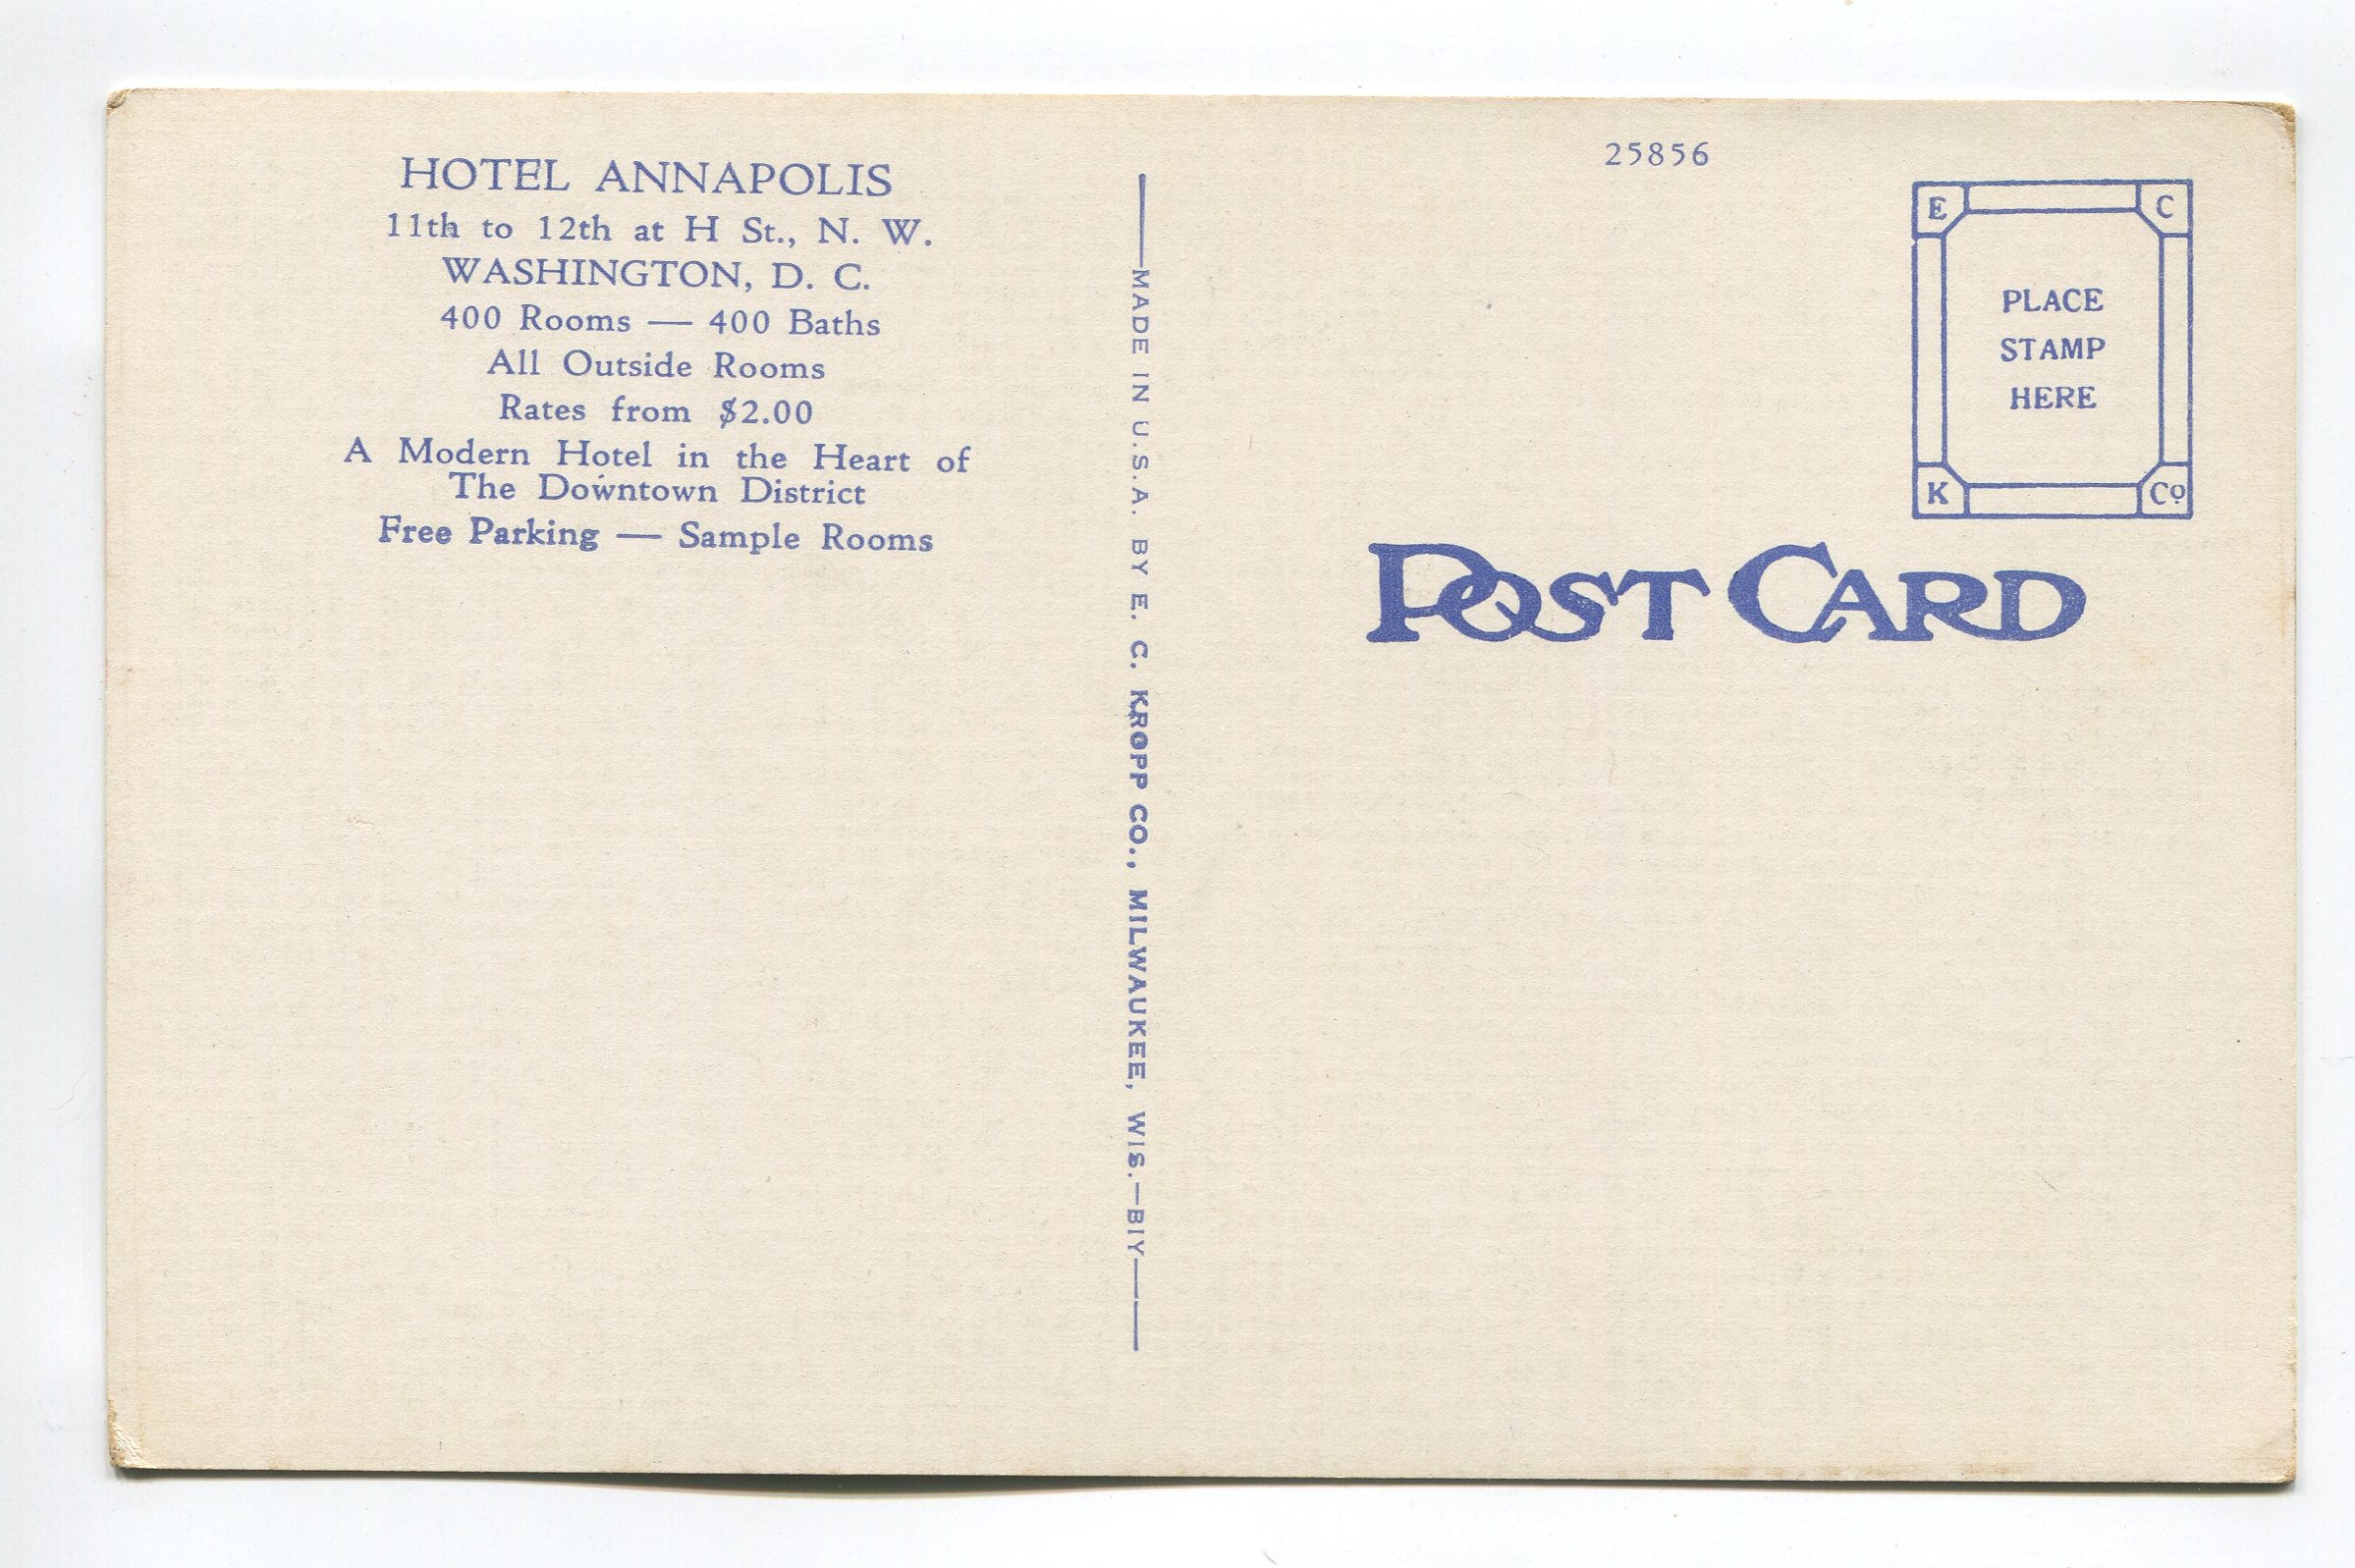 HOTEL ANNAPOLIS
11th to 12th at H St., N. W.
WASHINGTON, D. C.
400 Rooms — 400 Baths
All Outside Rooms
Rates from $2.00
A Modern Hotel in the Heart of
The Downtown District
Free Parking — Sample Rooms
MADE IN U.S.A. BY E. C. KROPP CO., MILWAUKEE, WIS.—BIY
25856
E C
PLACE
STAMP
HERE
K Co.
POST CARD